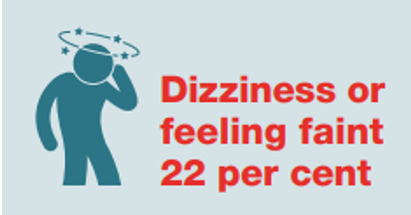 Dizziness or
feeling faint
22 per cent